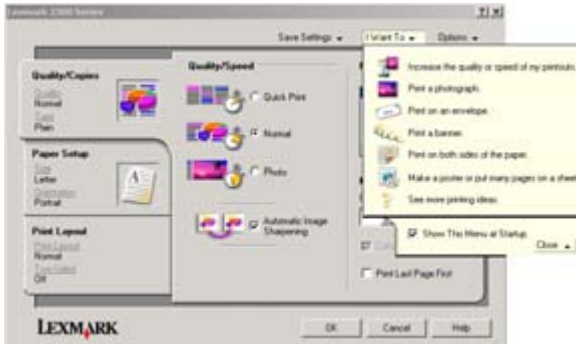 Lexmark 2300 Series
Save Settings I Want To Options
Quality/Copies
Quality
Normal
Type
Plain
Paper Setup
Size
Letter
Orientation
Portrait
Print Layout
Print Layout
Normal
Two-Sided
Off
Quality/Speed
Quick Print
Normal
Photo
Automatic Image
Sharpening
Increase the quality or speed of my printouts.
Print a photograph.
Print on an envelope.
Print a banner.
Print on both sides of the paper.
Make a poster or put many pages on a sheet
See more printing ideas.
Show This Menu at Startup.
Close
Print Last Page First
LEXMARK
OK Cancel Help